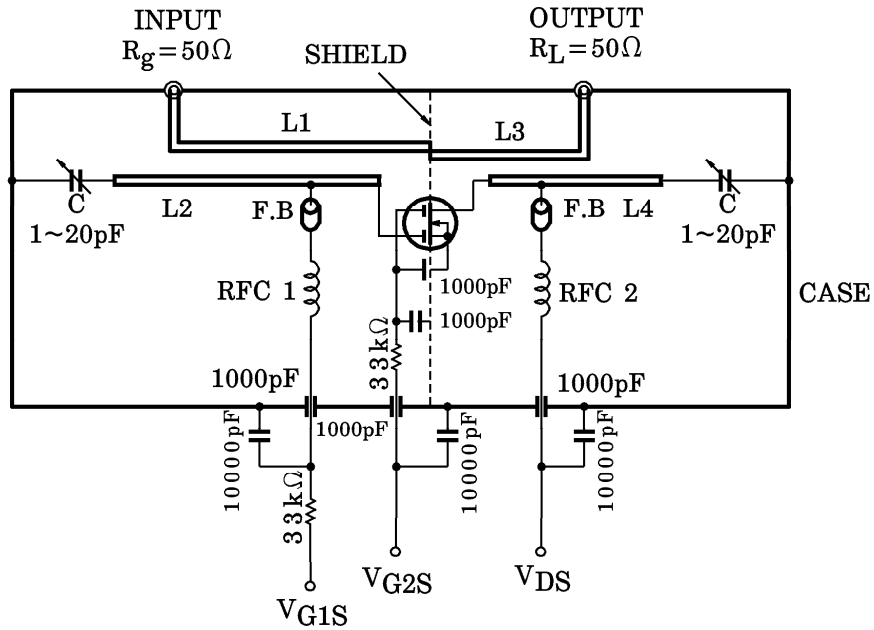 INPUT
Rg=50Ω
OUTPUT
RL=50Ω
SHIELD
L1
L3
C
1~20pF
L2
F.B
F.B
L4
C
1~20pF
RFC 1
1000pF
RFC 2
CASE
1000pF
33kΩ
1000pF
1000pF
1000pF
10000pF
10000pF
10000pF
33kΩ
VG2S
VDS
VG1S